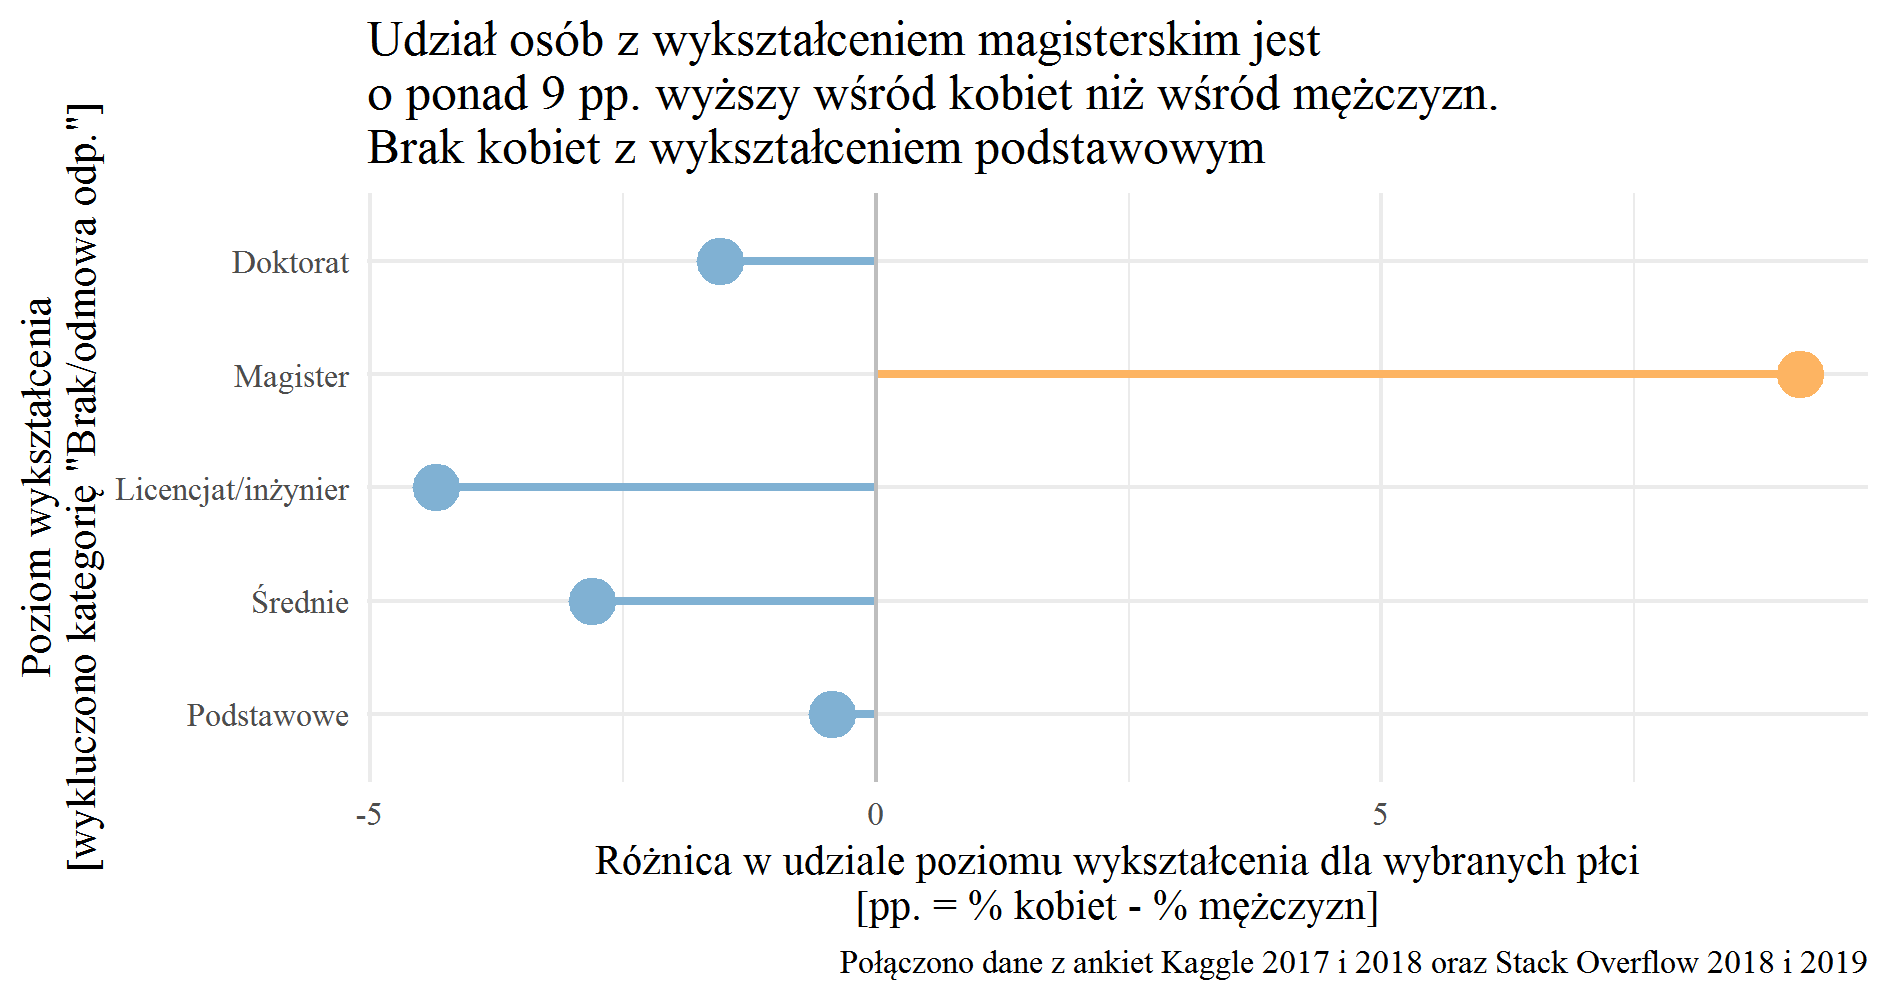 Udział osób z wykształceniem magisterskim jest
o ponad 9 pp. wyższy wśród kobiet niż wśród mężczyzn.
Brak kobiet z wykształceniem podstawowym
Poziom wykształcenia
[wykluczono kategorię "Brak/odmowa odp."]
Doktorat
Magister
Licencjat/inżynier
Średnie
Podstawowe
-5 0 5
Różnica w udziale poziomu wykształcenia dla wybranych płci
[pp. = % kobiet - % mężczyzn]
Połączono dane z ankiet Kaggle 2017 i 2018 oraz Stack Overflow 2018 i 2019